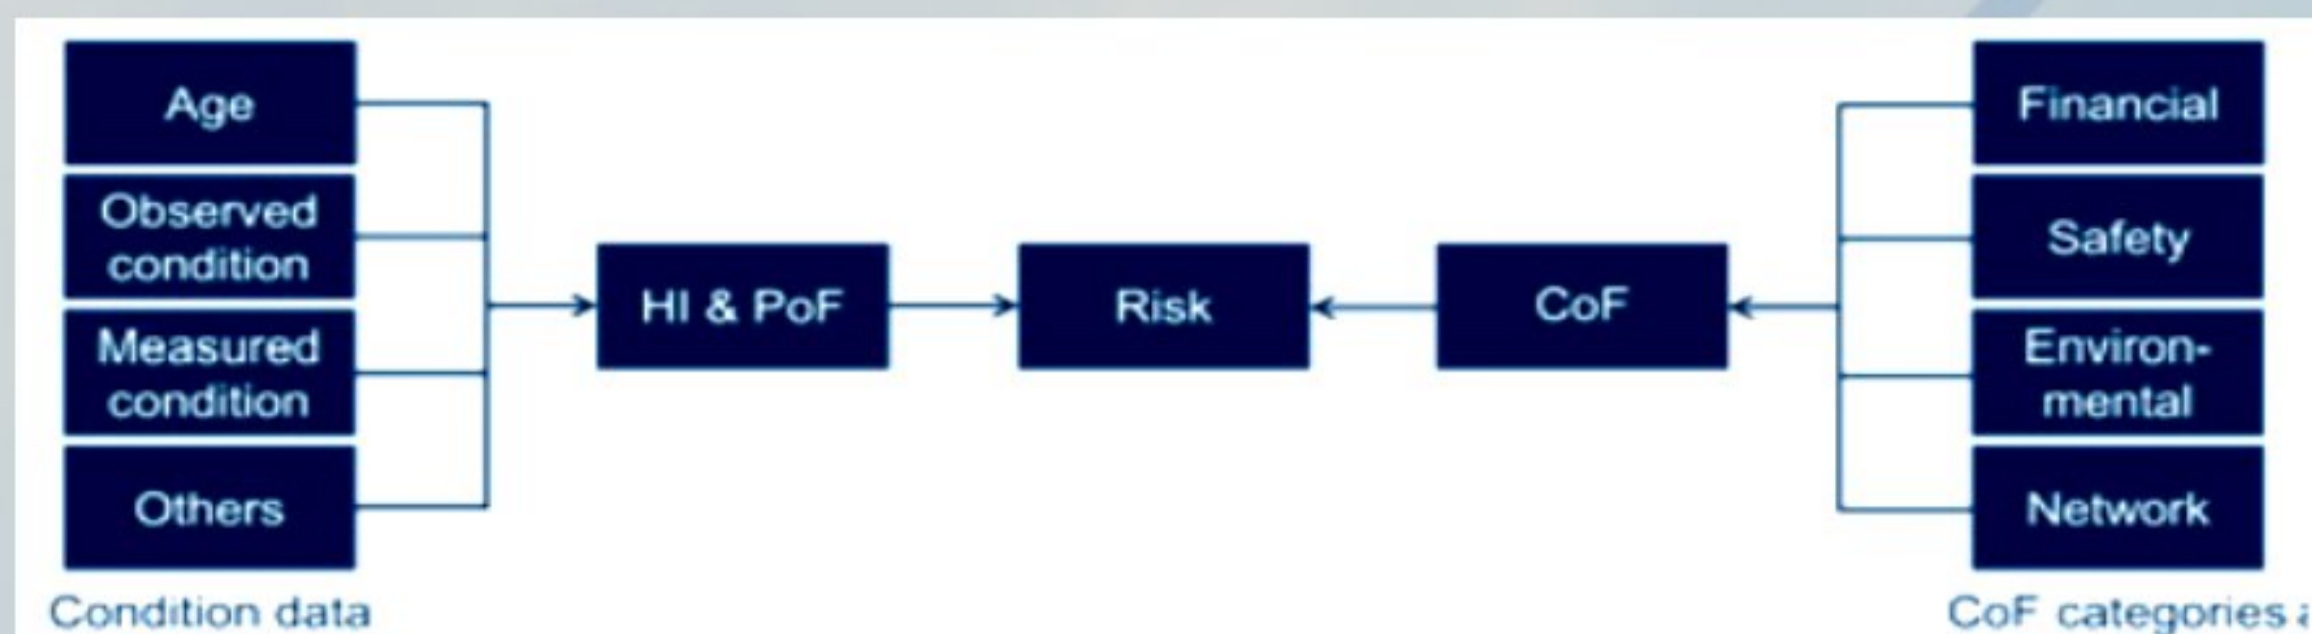 Age
Observed
condition
Measured
condition
Others
Condition data
HI & PoF
Risk
CoF
Financial
Safety
Environ-
mental
Network
CoF categories